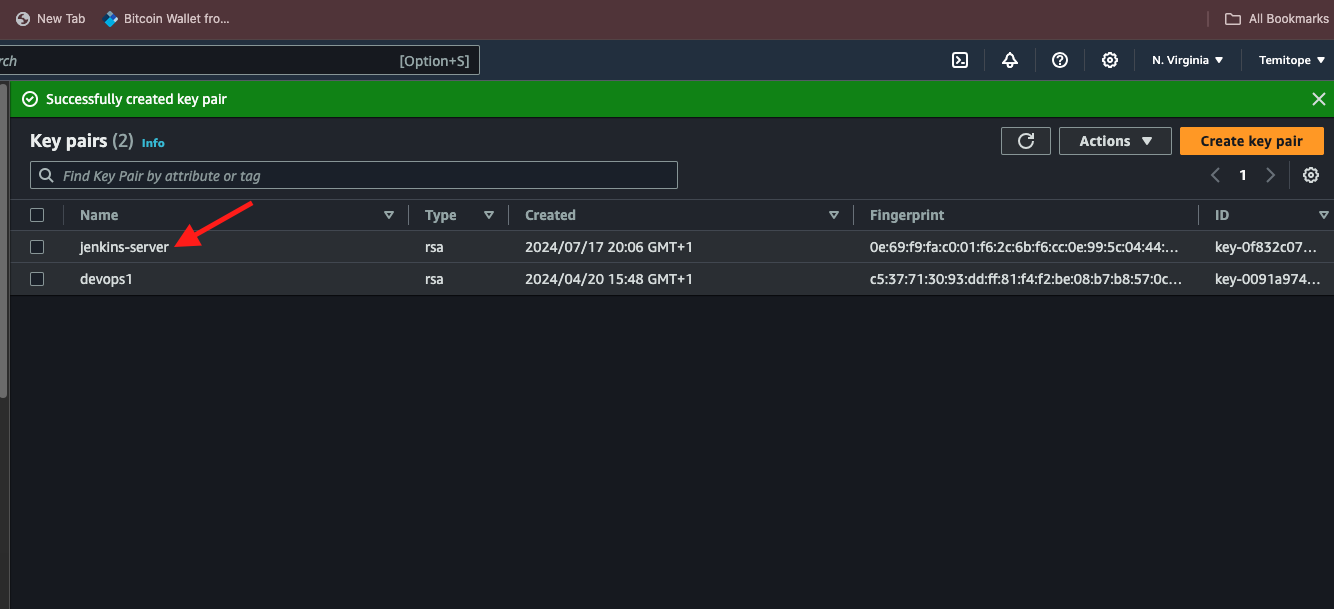 New Tab Bitcoin Wallet fro... All Bookmarks
rch [Option+S] N. Virginia Temitope
Successfully created key pair
Key pairs (2) Info Actions Create key pair
Find Key Pair by attribute or tag 1
Name Type Created Fingerprint ID
jenkins-server rsa 2024/07/17 20:06 GMT+1 0e:69:f9:fa:c0:01:f6:2c:6b:f6:cc:0e:99:5c:04:44:... key-0f832c07...
devops1 rsa 2024/04/20 15:48 GMT+1 c5:37:71:30:93:dd:ff:81:f4:f2:be:08:b7:b8:57:0c... key-0091a974...